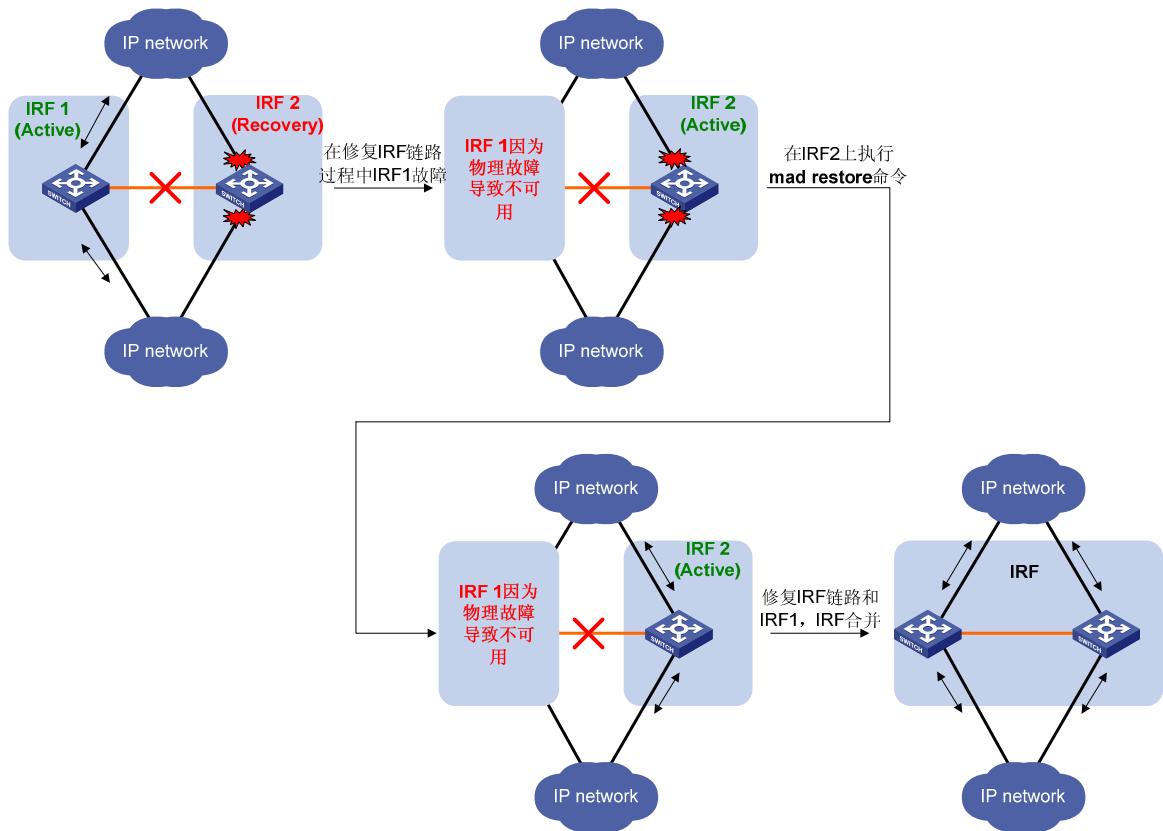 IP network
IRF 1
(Active)
IRF 2
(Recovery)
SWITCH
SWITCH
IP network
在修复IRF链路
过程中IRF1故障
IP network
IRF 1因为
物理故障
导致不可
用
IRF 2
(Active)
SWITCH
IP network
在IRF2上执行
mad restore命令
IP network
IRF 1因为
物理故障
导致不可
用
IRF 2
(Active)
SWITCH
IP network
修复IRF链路和
IRF1，IRF合并
IP network
IRF
SWITCH
SWITCH
IP network